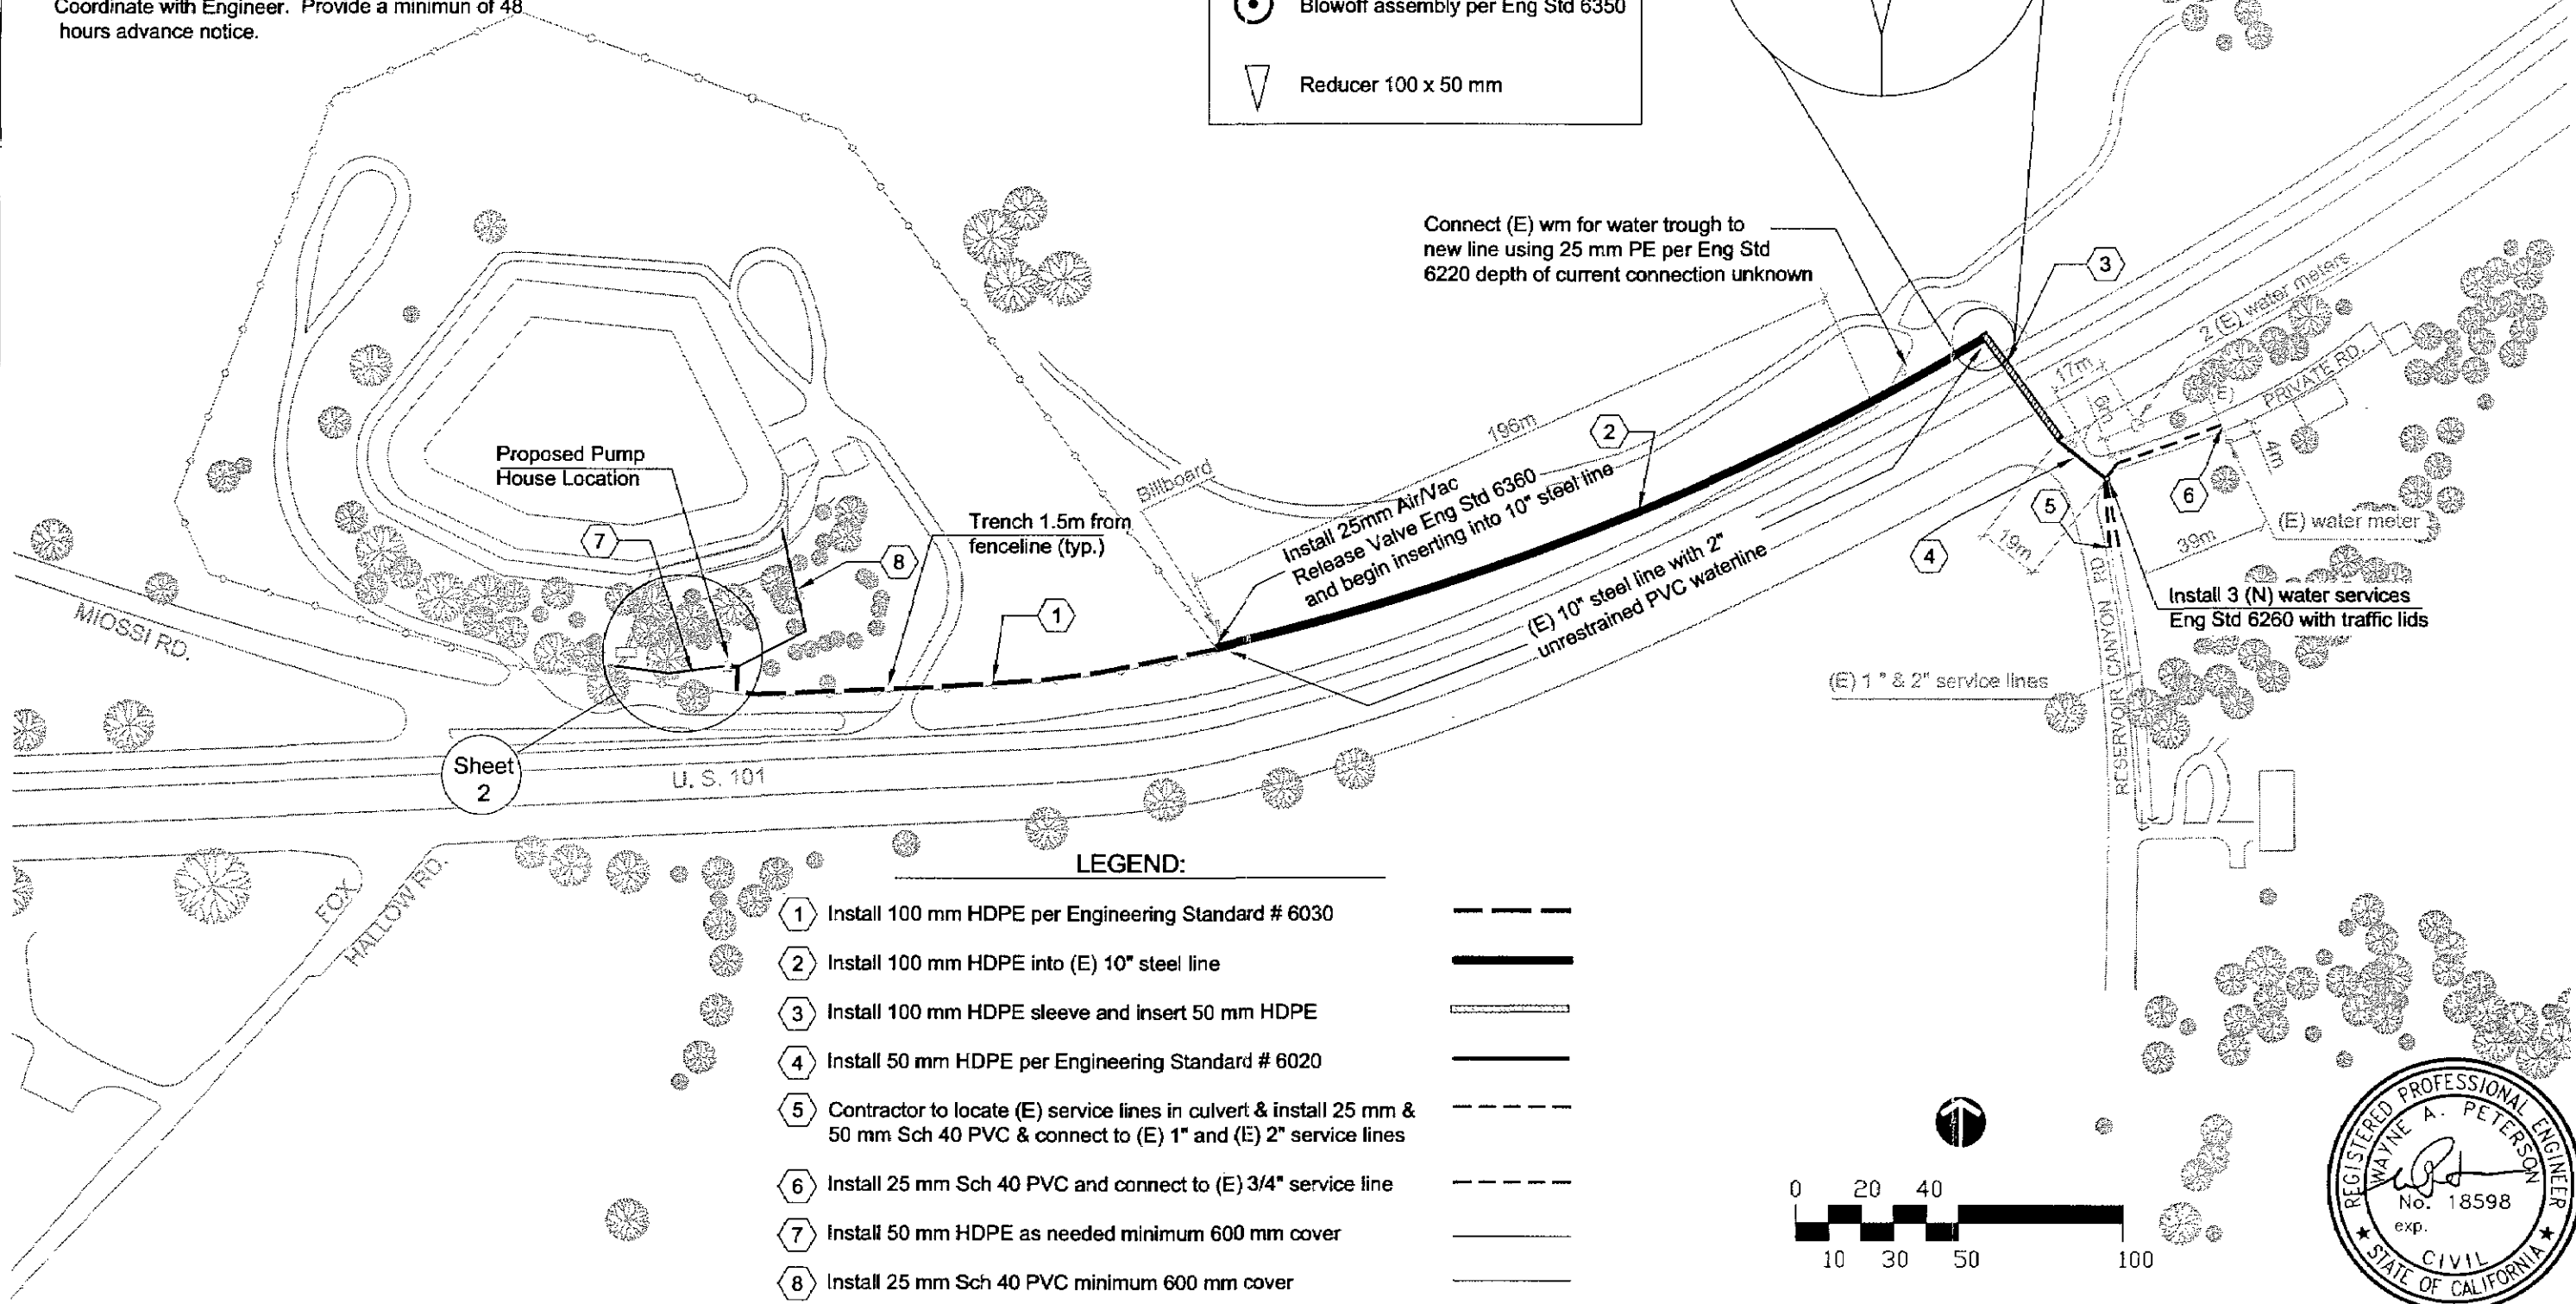 Coordinate with Engineer. Provide a minimun of 48
hours advance notice.
Blowoff assembly per Eng Std 6350
Reducer 100 x 50 mm
Connect (E) wm for water trough to
new line using 25 mm PE per Eng Std
6220 depth of current connection unknown
3
2 (E) water meters
17m
6m
(E)
PRIVATE RD.
4m
196m
2
Proposed Pump
House Location
Billboard
Install 25mm Air/Vac
Release Valve Eng Std 6360
and begin inserting into 10" steel line
Trench 1.5m from
fenceline (typ.)
7
8
1
5
6
(E) water meter
4
19m
39m
(E) 10" steel line with 2"
unrestrained PVC waterline
Install 3 (N) water services
Eng Std 6260 with traffic lids
MIOSSI RD.
(E) 1 " & 2" service lines
RESERVOIR CANYON RD
Sheet
2
U. S. 101
FOX
HALLOW RD.
LEGEND:
1 Install 100 mm HDPE per Engineering Standard # 6030
2 Install 100 mm HDPE into (E) 10" steel line
3 Install 100 mm HDPE sleeve and insert 50 mm HDPE
4 Install 50 mm HDPE per Engineering Standard # 6020
5 Contractor to locate (E) service lines in culvert & install 25 mm &
50 mm Sch 40 PVC & connect to (E) 1" and (E) 2" service lines
6 Install 25 mm Sch 40 PVC and connect to (E) 3/4" service line
7 Install 50 mm HDPE as needed minimum 600 mm cover
8 Install 25 mm Sch 40 PVC minimum 600 mm cover
0 20 40
10 30 50 100
REGISTERED PROFESSIONAL ENGINEER
WAYNE A. PETERSON
No. 18598
exp.
CIVIL
STATE OF CALIFORNIA